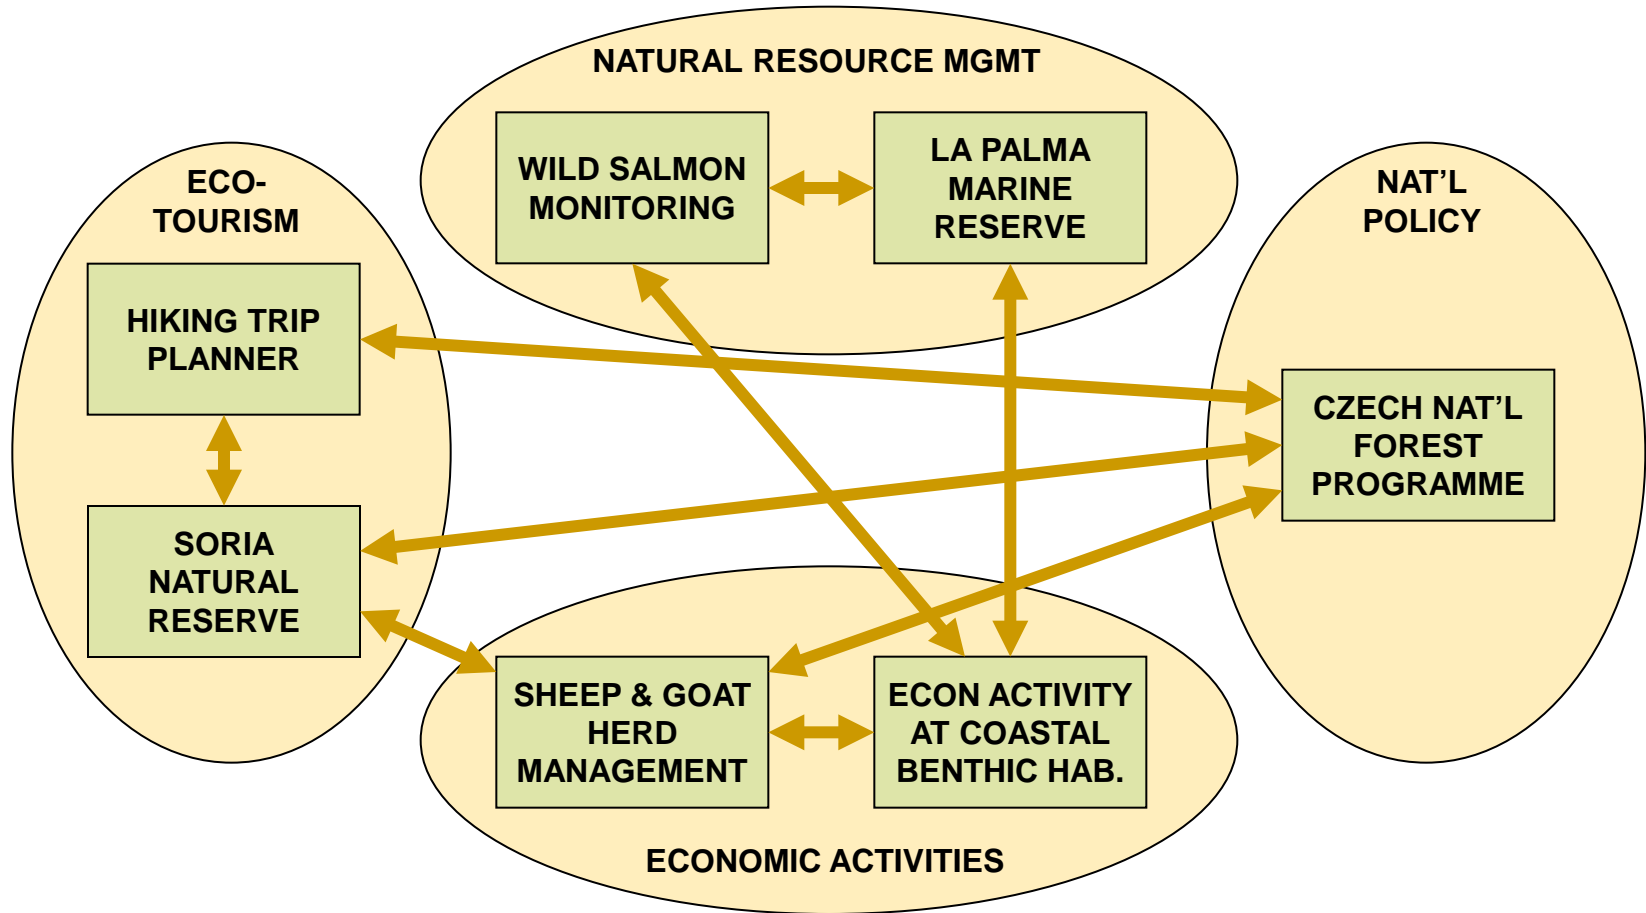 NATURAL RESOURCE MGMT
WILD SALMON
MONITORING
LA PALMA
MARINE
RESERVE
ECO-
TOURISM
HIKING TRIP
PLANNER
SORIA
NATURAL
RESERVE
NAT’L
POLICY
CZECH NAT’L
FOREST
PROGRAMME
SHEEP & GOAT
HERD
MANAGEMENT
ECON ACTIVITY
AT COASTAL
BENTHIC HAB.
ECONOMIC ACTIVITIES